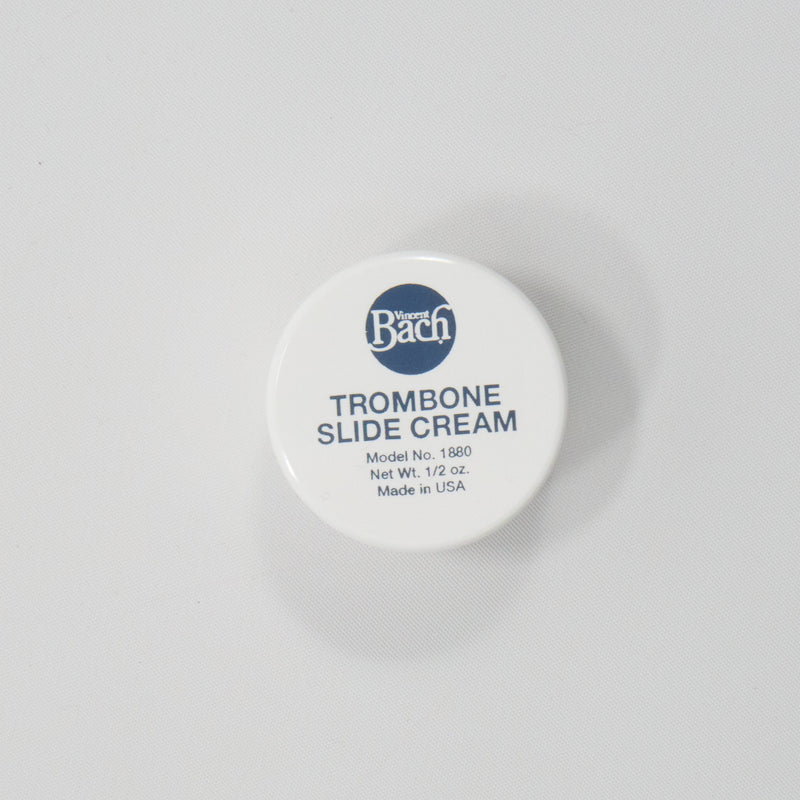 Vincent
Bach
TROMBONE
SLIDE CREAM
Model No. 1880
Net Wt. 1/2 oz.
Made in USA